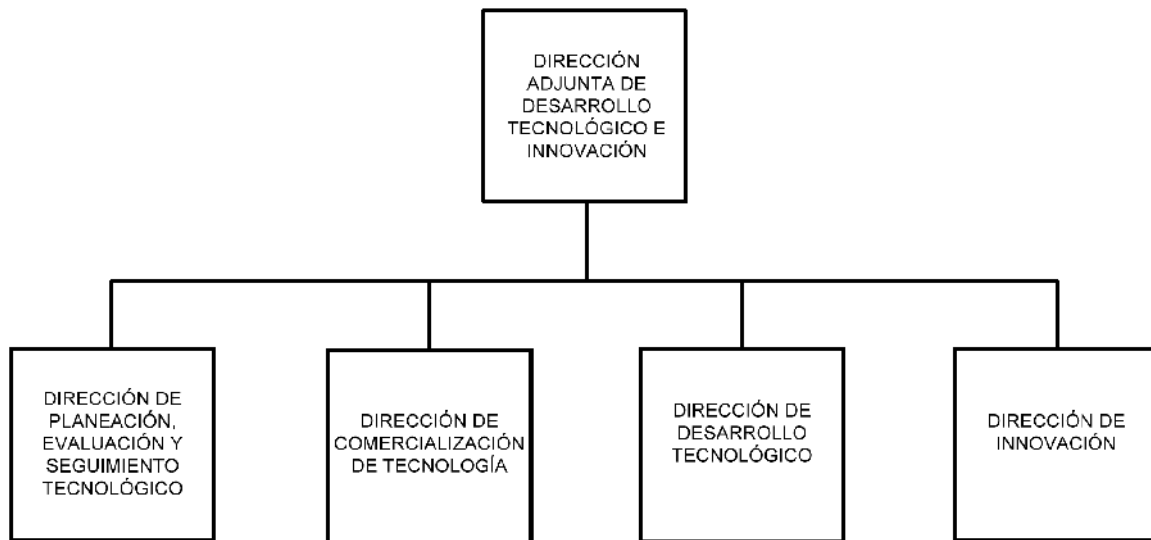 DIRECCIÓN
ADJUNTA DE
DESARROLLO
TECNOLÓGICO E
INNOVACIÓN
DIRECCIÓN DE
PLANEACIÓN,
EVALUACIÓN Y
SEGUIMIENTO
TECNOLÓGICO
DIRECCIÓN DE
COMERCIALIZACIÓN
DE TECNOLOGÍA
DIRECCIÓN DE
DESARROLLO
TECNOLÓGICO
DIRECCIÓN DE
INNOVACIÓN